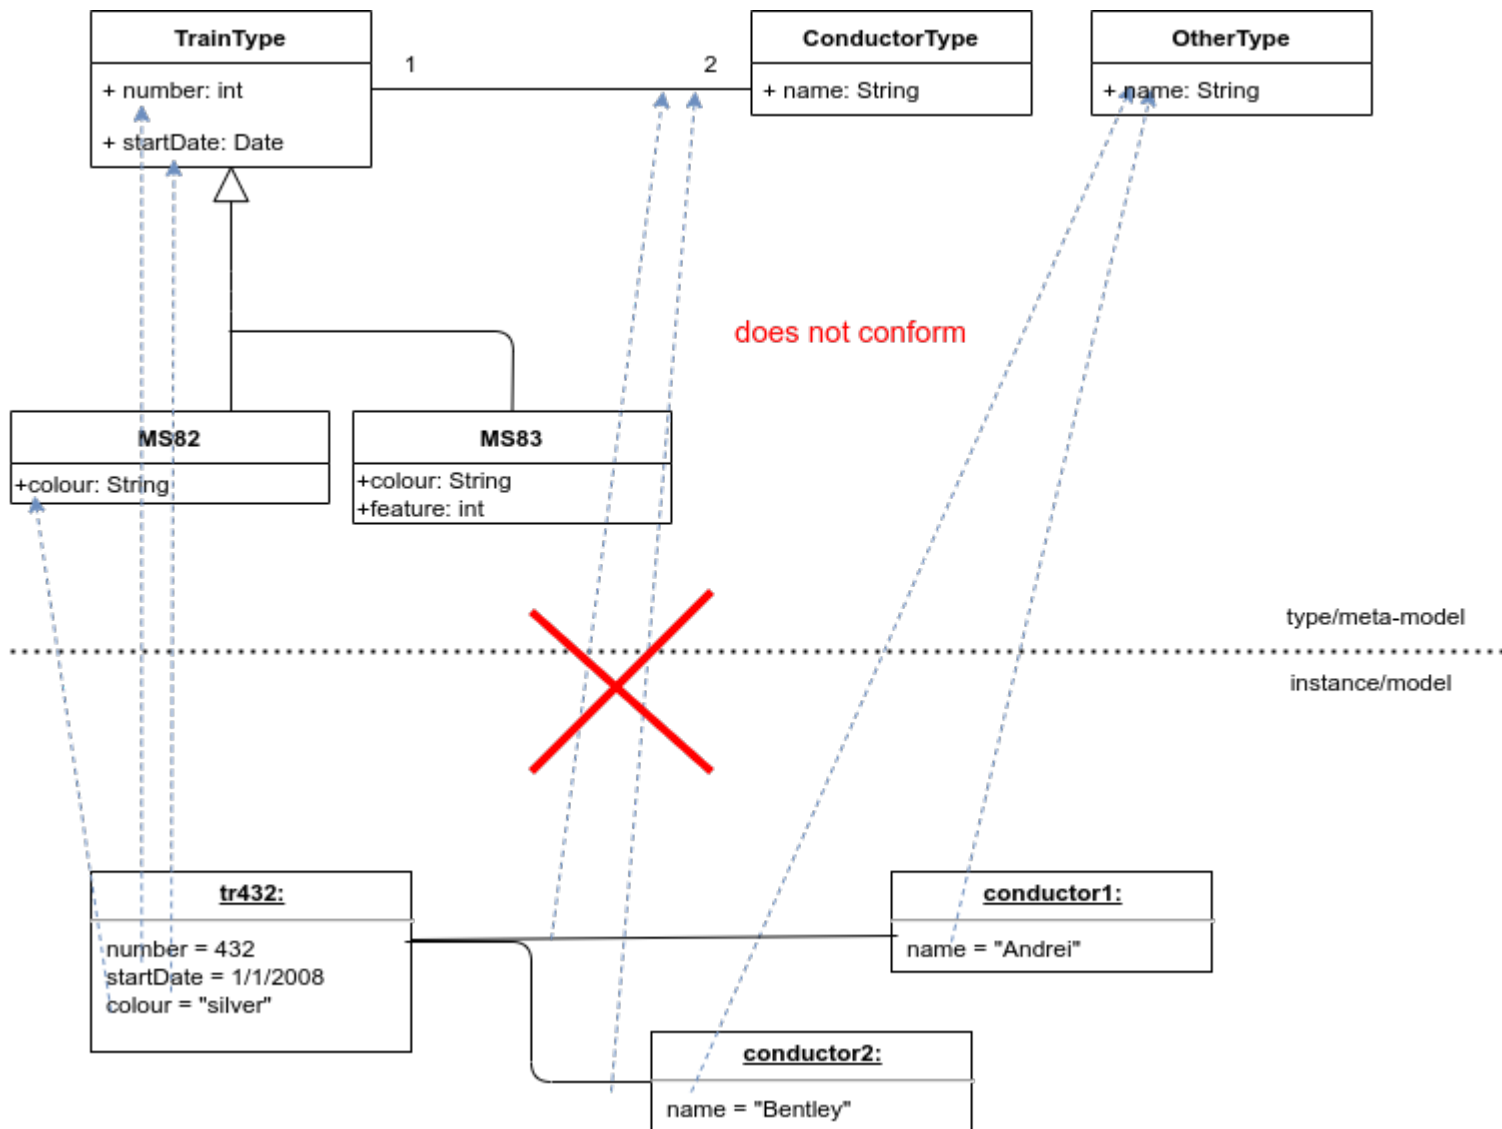 TrainType
+ number: int
+ startDate: Date
1
2
ConductorType
+ name: String
OtherType
+ name: String
does not conform
MS82
+colour: String
MS83
+colour: String
+feature: int
type/meta-model
instance/model
tr432:
number = 432
startDate = 1/1/2008
colour = "silver"
conductor1:
name = "Andrei"
conductor2:
name = "Bentley"